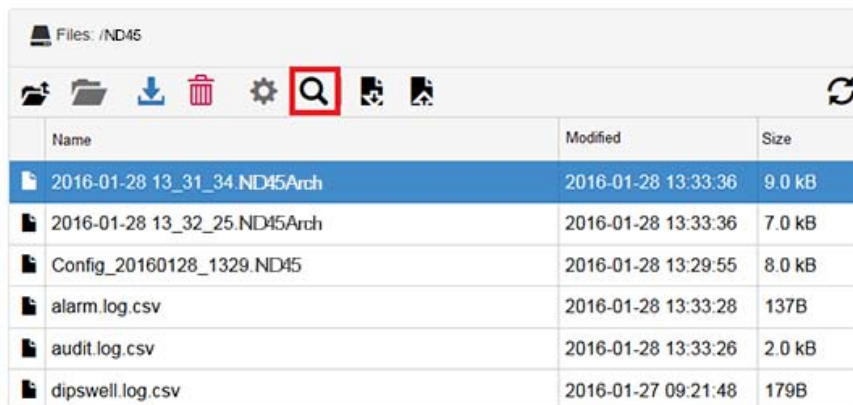 Files: /ND45
Name Modified Size
2016-01-28 13_31_34.ND45Arch 2016-01-28 13:33:36 9.0 kB
2016-01-28 13_32_25.ND45Arch 2016-01-28 13:33:36 7.0 kB
Config_20160128_1329.ND45 2016-01-28 13:29:55 8.0 kB
alarm.log.csv 2016-01-28 13:33:28 137B
audit.log.csv 2016-01-28 13:33:26 2.0 kB
dipswell.log.csv 2016-01-27 09:21:48 179B